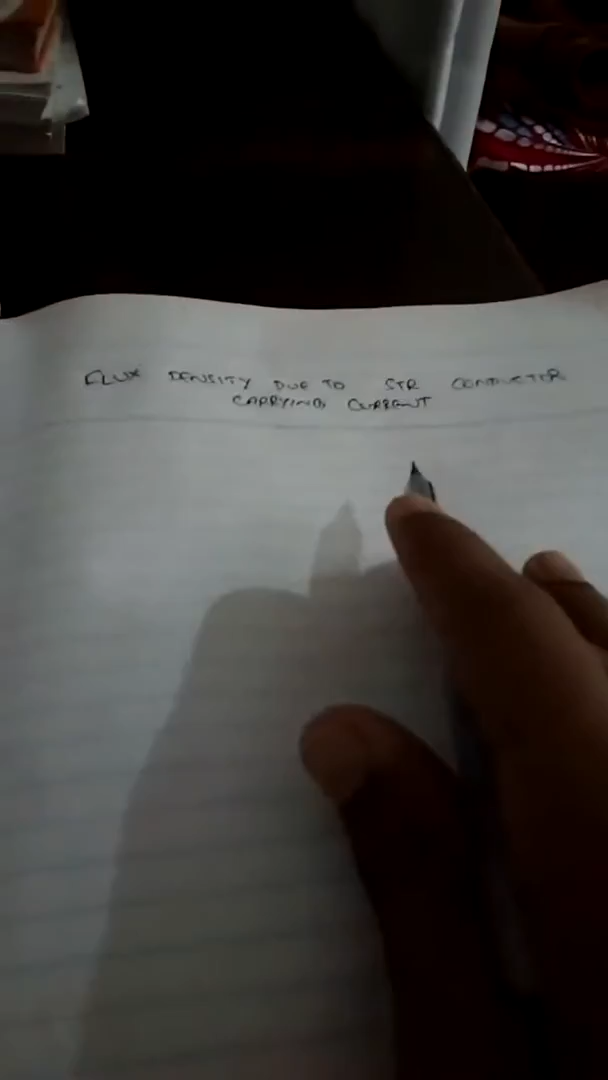 FLUX DENSITY DUE TO STR CONDUCTOR
CARRYING CURRENT